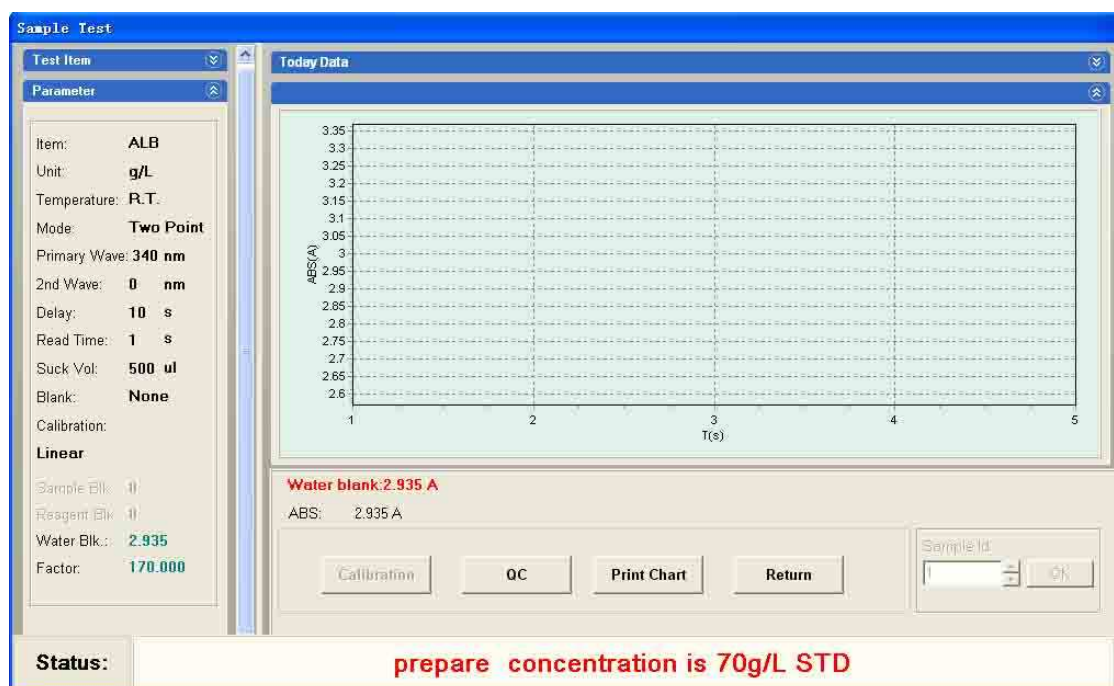 Sample Test
Test Item
Parameter
Item: ALB
Unit: g/L
Temperature: R.T.
Mode: Two Point
Primary Wave: 340 nm
2nd Wave: 0 nm
Delay: 10 s
Read Time: 1 s
Suck Vol: 500 ul
Blank: None
Calibration:
Linear
Sample Blk
Reagent Blk
Water Blk.: 2.935
Factor: 170.000
Today Data
ABS(A)
3.35
3.3
3.25
3.2
3.15
3.1
3.05
3
2.95
2.9
2.85
2.8
2.75
2.7
2.65
2.6
1 2 3 4 5
T(s)
Water blank:2.935 A
ABS: 2.935 A
Calibration QC Print Chart Return
Sample Id
1 OK
Status: prepare concentration is 70g/L STD